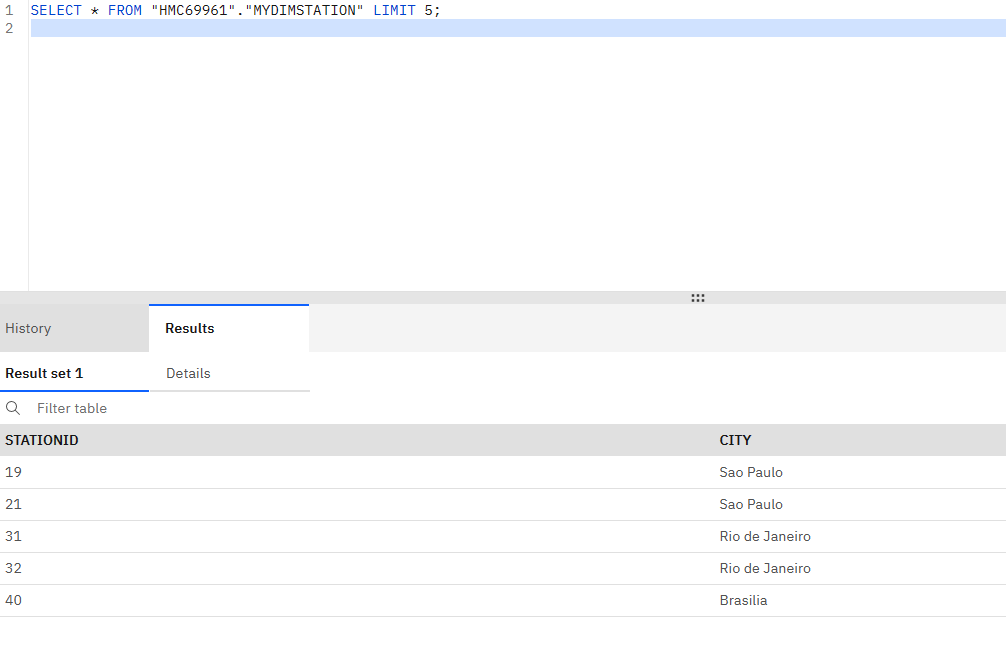 1 SELECT * FROM "HMC69961"."MYDIMSTATION" LIMIT 5;
2
History Results
Result set 1 Details
Filter table
STATIONID CITY
19 Sao Paulo
21 Sao Paulo
31 Rio de Janeiro
32 Rio de Janeiro
40 Brasilia